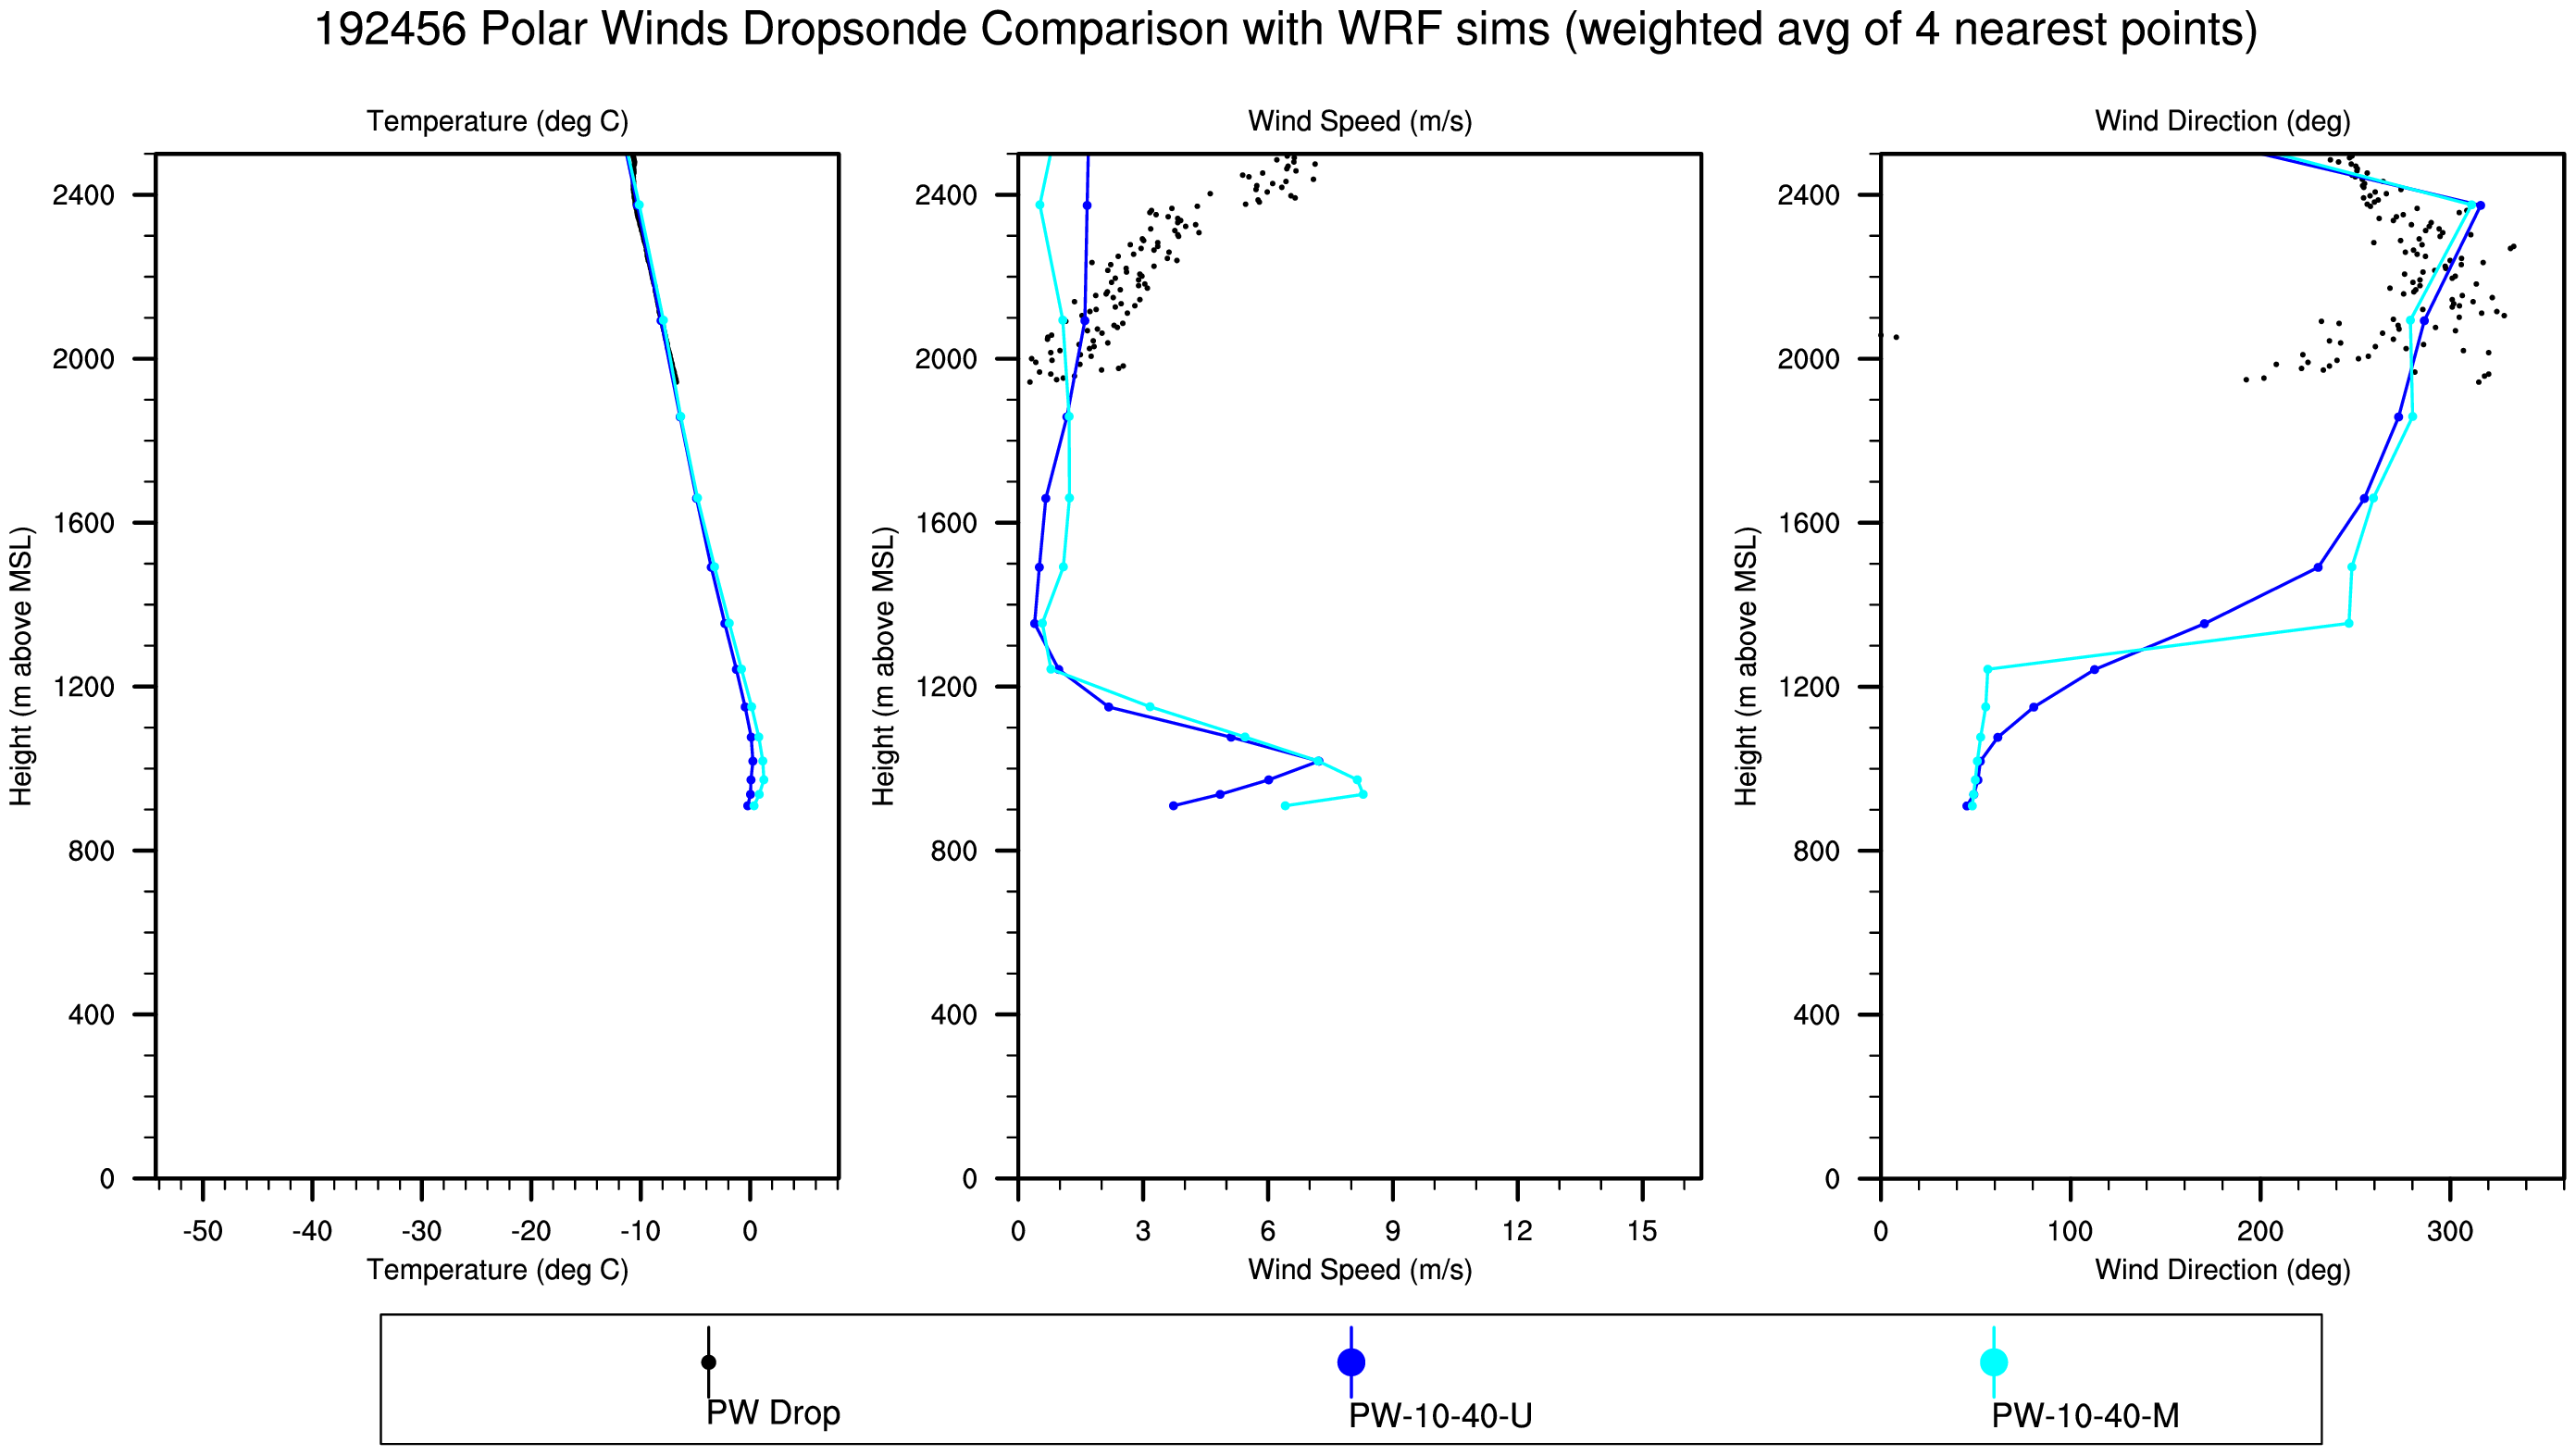 192456 Polar Winds Dropsonde Comparison with WRF sims (weighted avg of 4 nearest points)
Temperature (deg C)
Wind Speed (m/s)
Wind Direction (deg)
Height (m above MSL)
2400
2000
1600
1200
800
400
0
-50 -40 -30 -20 -10 0
Temperature (deg C)
Height (m above MSL)
2400
2000
1600
1200
800
400
0
0 3 6 9 12 15
Wind Speed (m/s)
Height (m above MSL)
2400
2000
1600
1200
800
400
0
0 100 200 300
Wind Direction (deg)
PW Drop
PW-10-40-U
PW-10-40-M